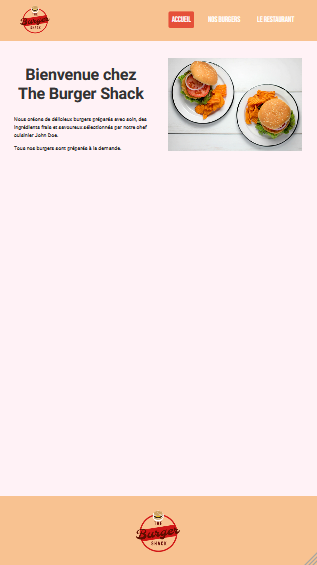 THE
Burger
SHACK
ACCUEIL
NOS BURGERS
LE RESTAURANT
Bienvenue chez
The Burger Shack
Nous créons de délicieux burgers préparés avec soin, des
ingrédients frais et savoureux sélectionnés par notre chef
cuisinier John Doe.
Tous nos burgers sont préparés à la demande.
THE
Burger
SHACK